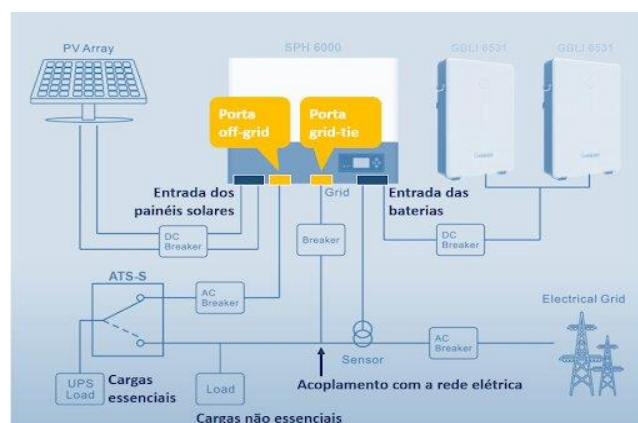 PV Array
SPH 6000
GBLI 6531
GBLI 6531
Porta
off-grid
Porta
grid-tie
Entrada dos
painéis solares
Grid
Entrada das
baterias
DC
Breaker
Breaker
DC
Breaker
ATS-S
AC
Breaker
Electrical Grid
AC
Breaker
Sensor
UPS
Load
Cargas
essenciais
Load
Acoplamento com a rede elétrica
Cargas não essenciais